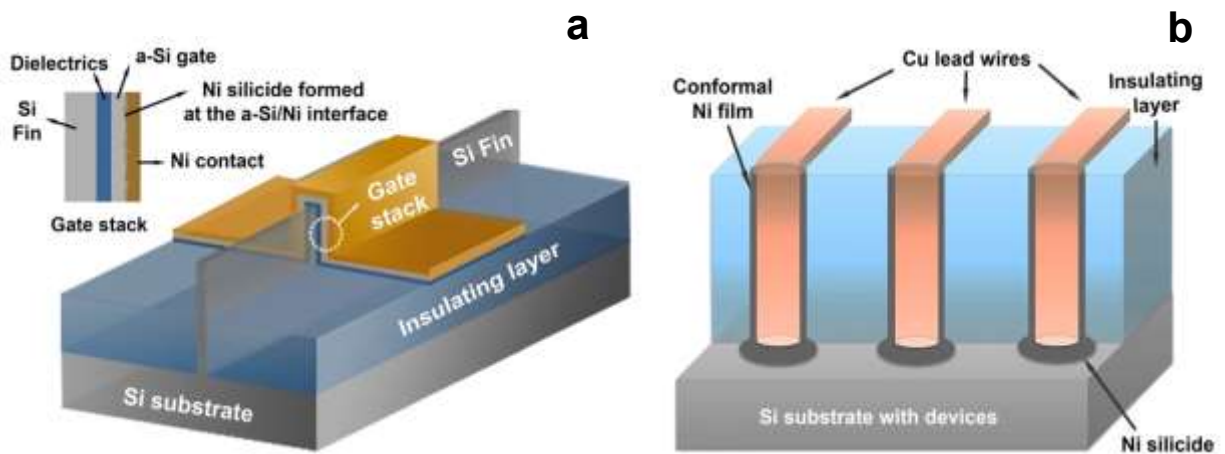 a
Dielectrics
a-Si gate
Si
Fin
Ni silicide formed
at the a-Si/Ni interface
Ni contact
Gate stack
Si Fin
Gate
stack
Insulating layer
Si substrate
b
Cu lead wires
Conformal
Ni film
Insulating
layer
Si substrate with devices
Ni silicide